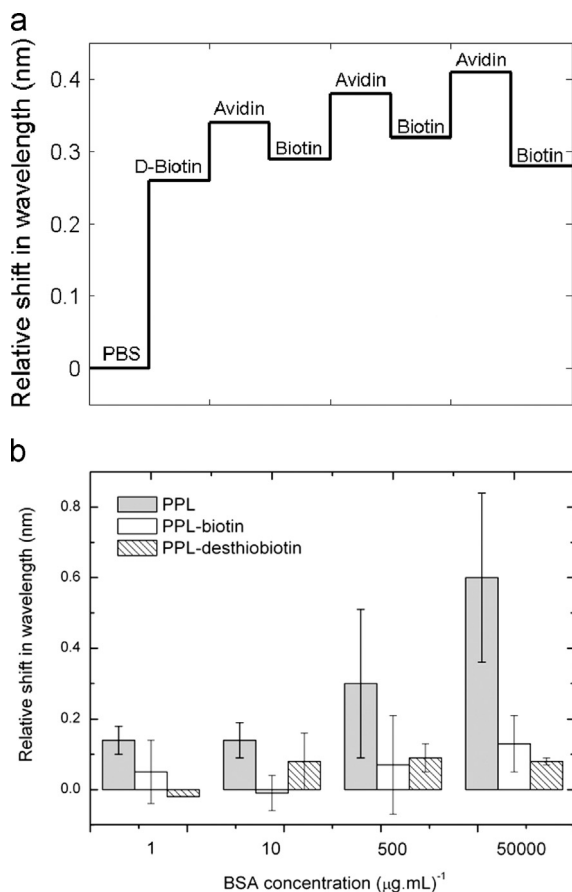 a
Relative shift in wavelength (nm)
0.4
0.3
0.2
0.1
0
PBS
D-Biotin
Avidin
Biotin
Avidin
Biotin
Avidin
Biotin
b
Relative shift in wavelength (nm)
0.8
0.6
0.4
0.2
0.0
PPL
PPL-biotin
PPL-desthiobiotin
1 10 500 50000
BSA concentration (μg.mL)⁻¹